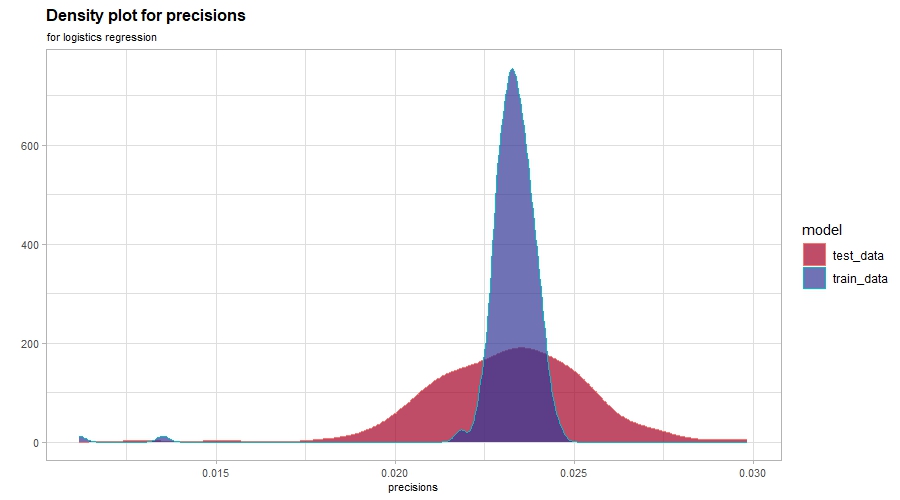 Density plot for precisions
for logistics regression
600
400
200
0
0.015 0.020 0.025 0.030
precisions
model
test_data
train_data